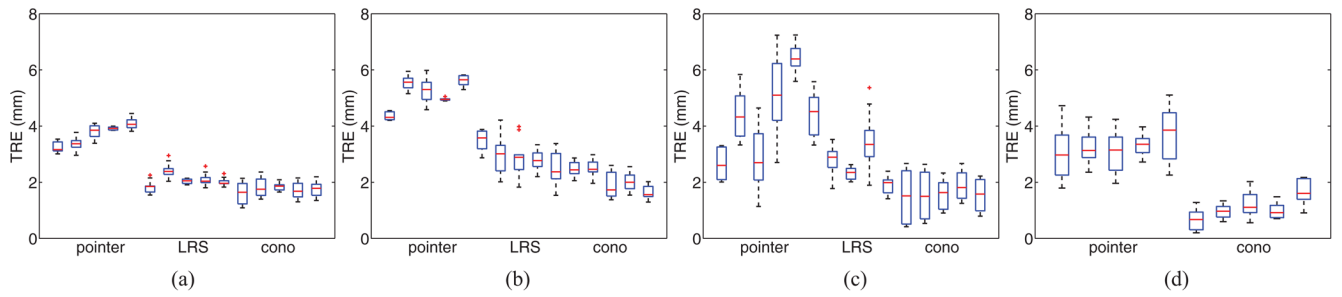 8 8 8 8
6 6 6 6
TRE (mm) TRE (mm) TRE (mm) TRE (mm)
4 4 4 4
2 2 2 2
0 0 0 0
pointer LRS cono pointer LRS cono pointer LRS cono pointer cono
(a) (b) (c) (d)